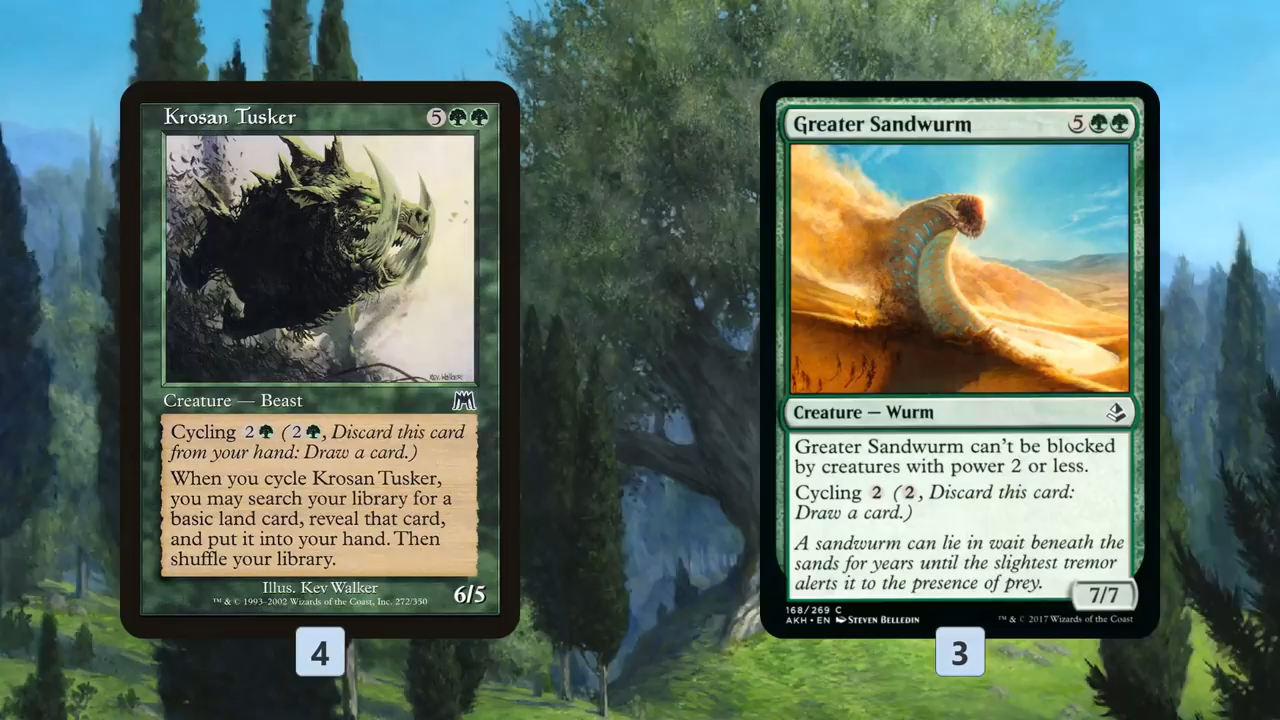 Krosan Tusker 5
Creature — Beast
Cycling 2 (2, Discard this card
from your hand: Draw a card.)
When you cycle Krosan Tusker,
you may search your library for a
basic land card, reveal that card,
and put it into your hand. Then
shuffle your library.
Illus. Kev Walker
™ & © 1993–2002 Wizards of the Coast, Inc. 272/350
6/5
4
Greater Sandwurm 5
Creature — Wurm
Greater Sandwurm can't be blocked
by creatures with power 2 or less.
Cycling 2 (2, Discard this card:
Draw a card.)
A sandwurm can lie in wait beneath the
sands for years until the slightest tremor
alerts it to the presence of prey.
7/7
168/269 C
AKH • EN Steven Belledin
™ & © 2017 Wizards of the Coast
3